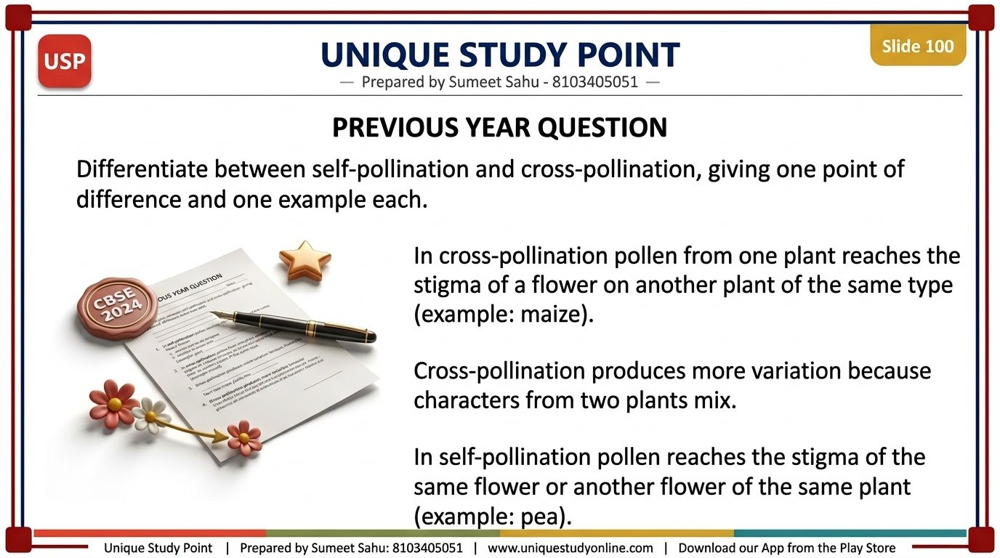 USP
UNIQUE STUDY POINT
— Prepared by Sumeet Sahu - 8103405051 —
Slide 100
PREVIOUS YEAR QUESTION
Differentiate between self-pollination and cross-pollination, giving one point of
difference and one example each.
CBSE
2024
OUS YEAR QUESTION
In cross-pollination pollen from one plant reaches the
stigma of a flower on another plant of the same type
(example: maize).
Cross-pollination produces more variation because
characters from two plants mix.
In self-pollination pollen reaches the stigma of the
same flower or another flower of the same plant
(example: pea).
Unique Study Point | Prepared by Sumeet Sahu: 8103405051 | www.uniquestudyonline.com | Download our App from the Play Store